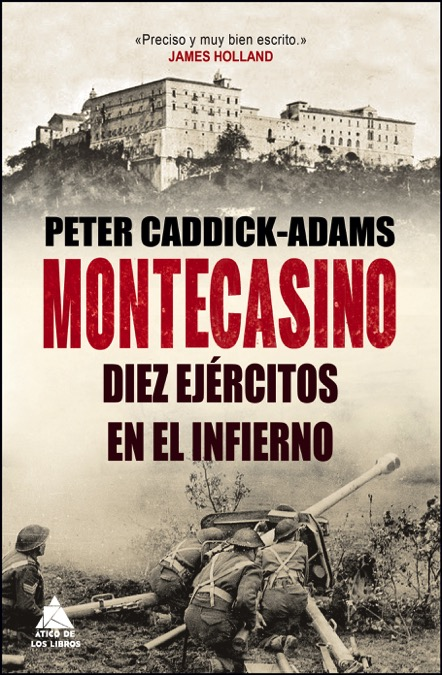 «Preciso y muy bien escrito.»
JAMES HOLLAND
PETER CADDICK-ADAMS
MONTECASINO
DIEZ EJÉRCITOS
EN EL INFIERNO
ÁTICO DE
LOS LIBROS